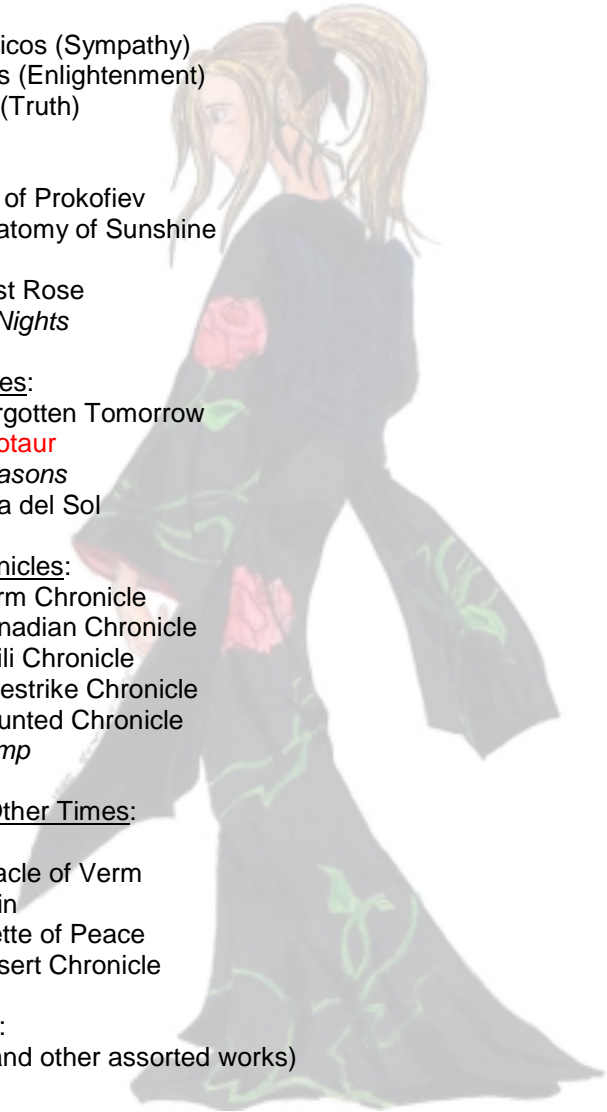 icos (Sympathy)
s (Enlightenment)
(Truth)
of Prokofiev
atomy of Sunshine
st Rose
Nights
es:
rgotten Tomorrow
otaur
asons
a del Sol
nicles:
rm Chronicle
nadian Chronicle
ili Chronicle
estrike Chronicle
unted Chronicle
mp
Other Times:
acle of Verm
in
ette of Peace
sert Chronicle
:
and other assorted works)